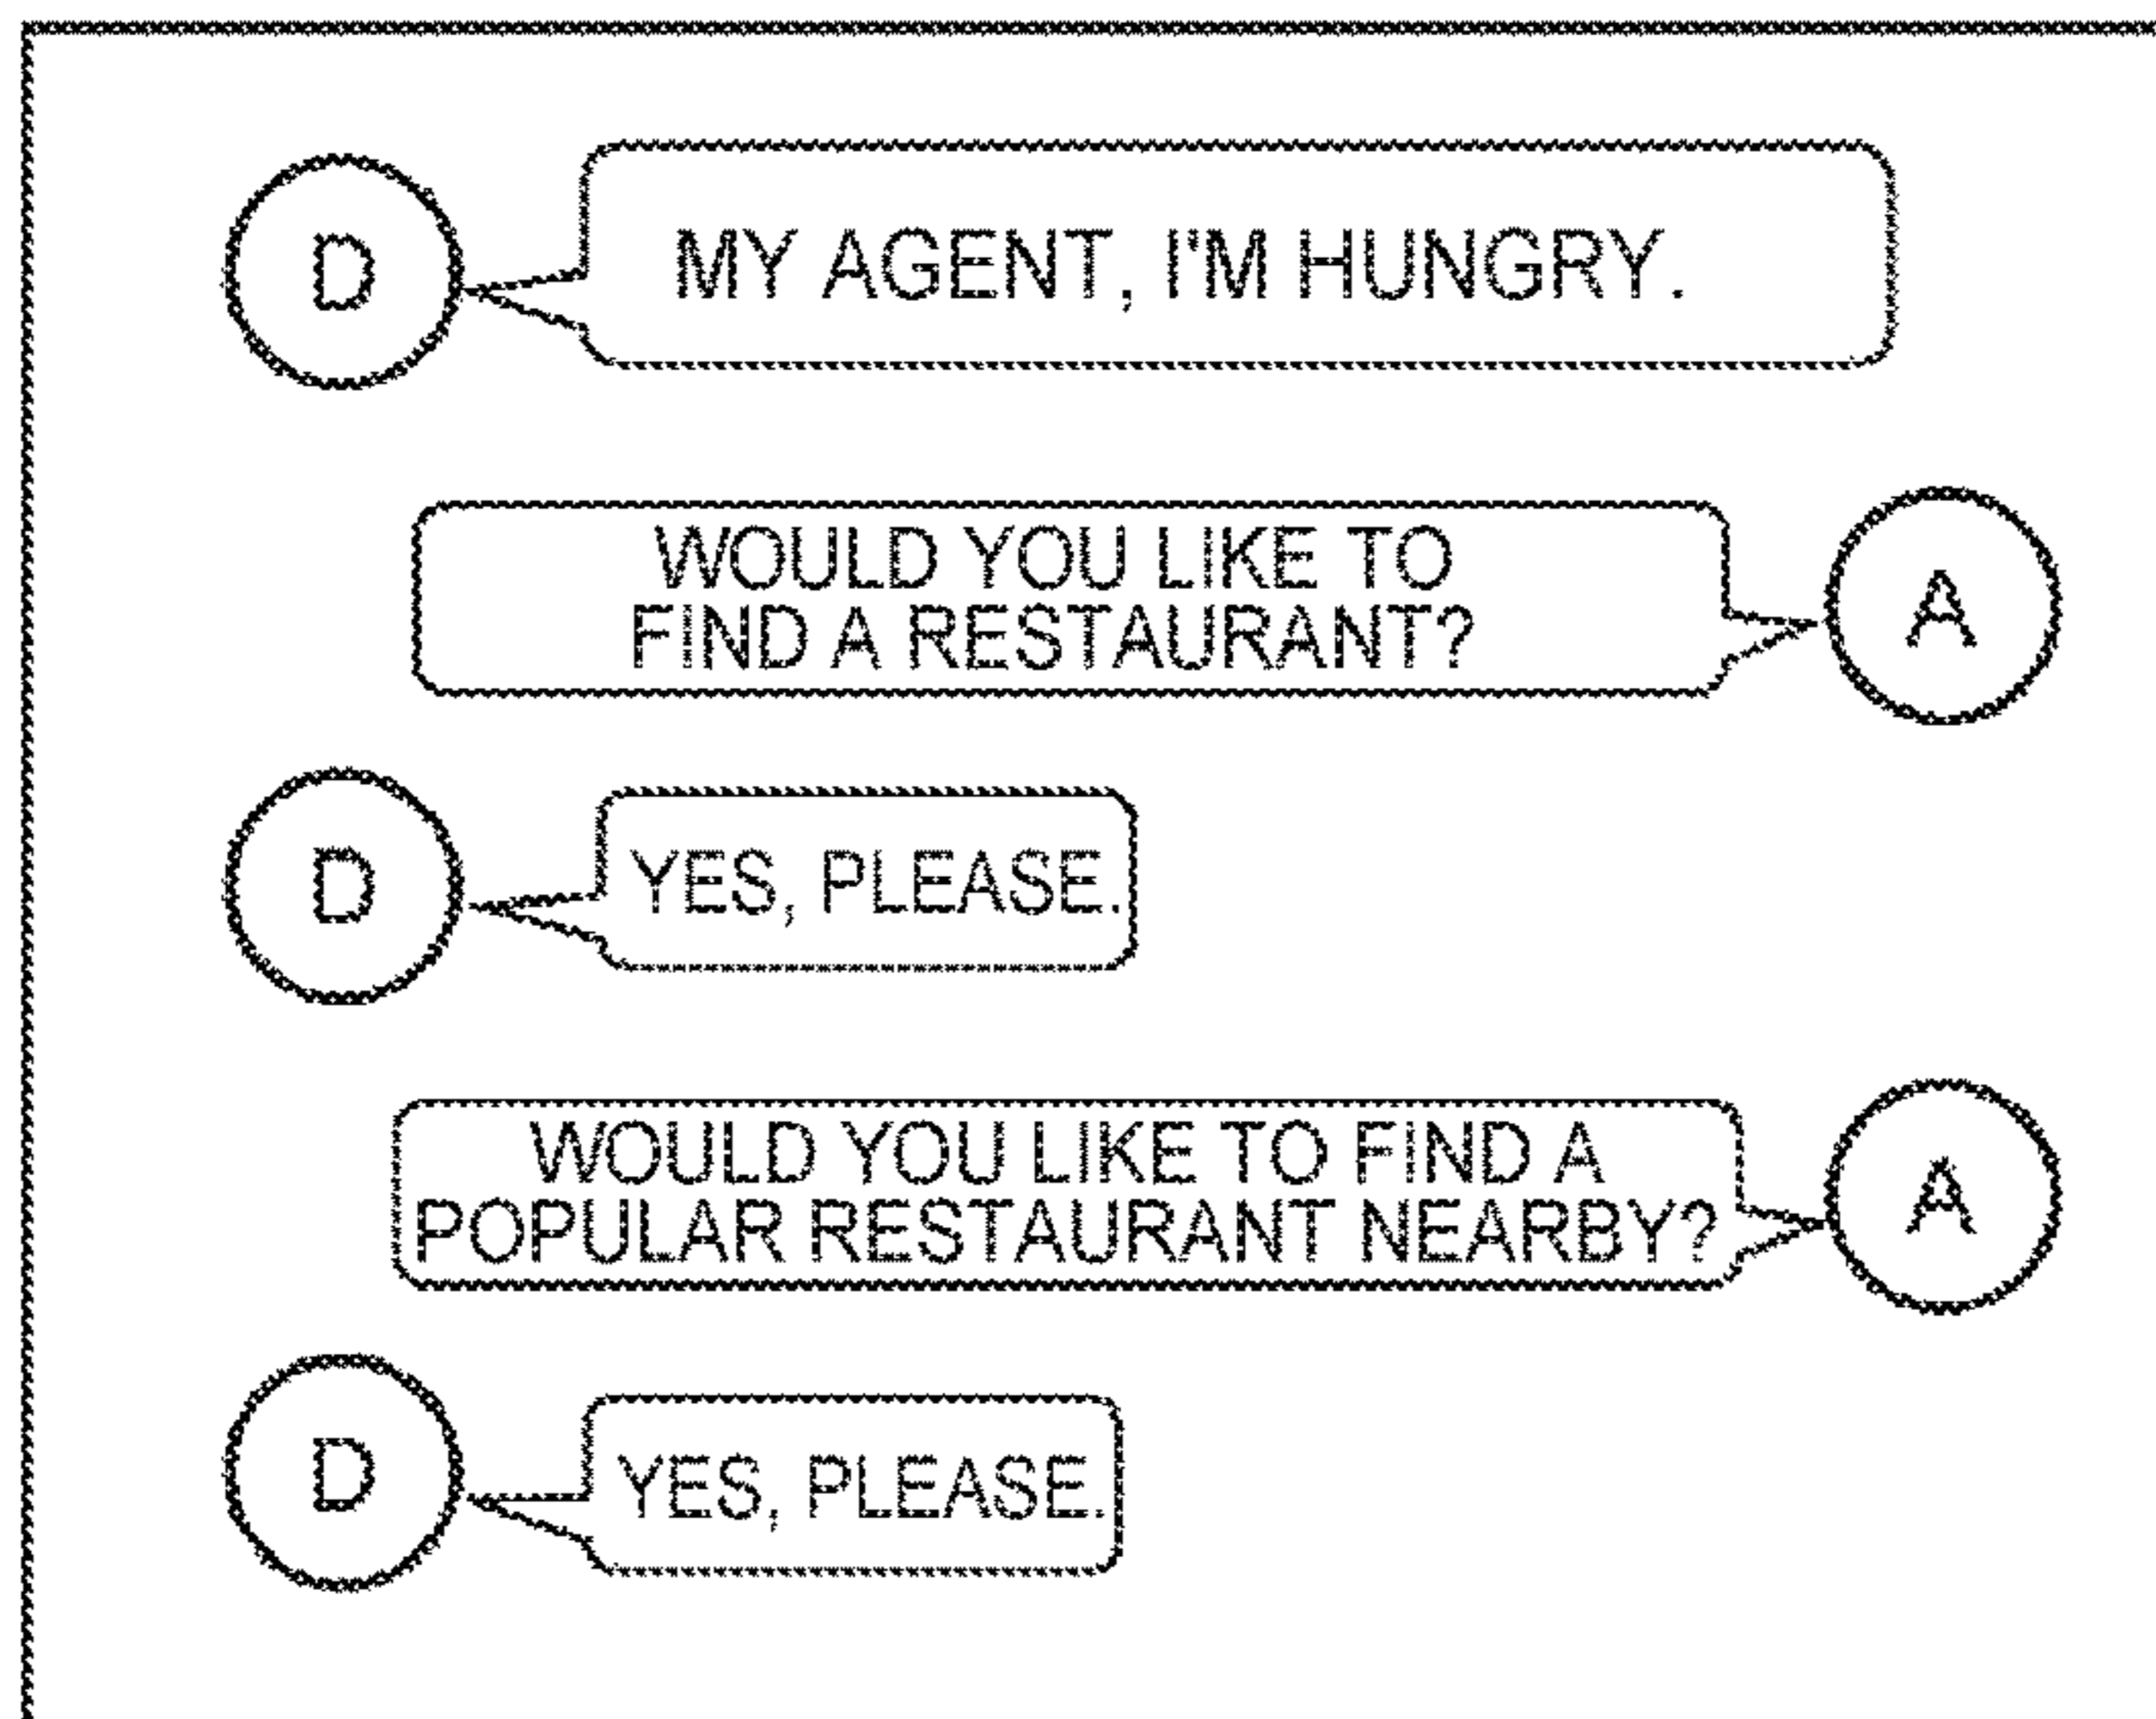 D
MY AGENT, I'M HUNGRY.
WOULD YOU LIKE TO
FIND A RESTAURANT?
A
D
YES, PLEASE.
WOULD YOU LIKE TO FIND A
POPULAR RESTAURANT NEARBY?
A
D
YES, PLEASE.